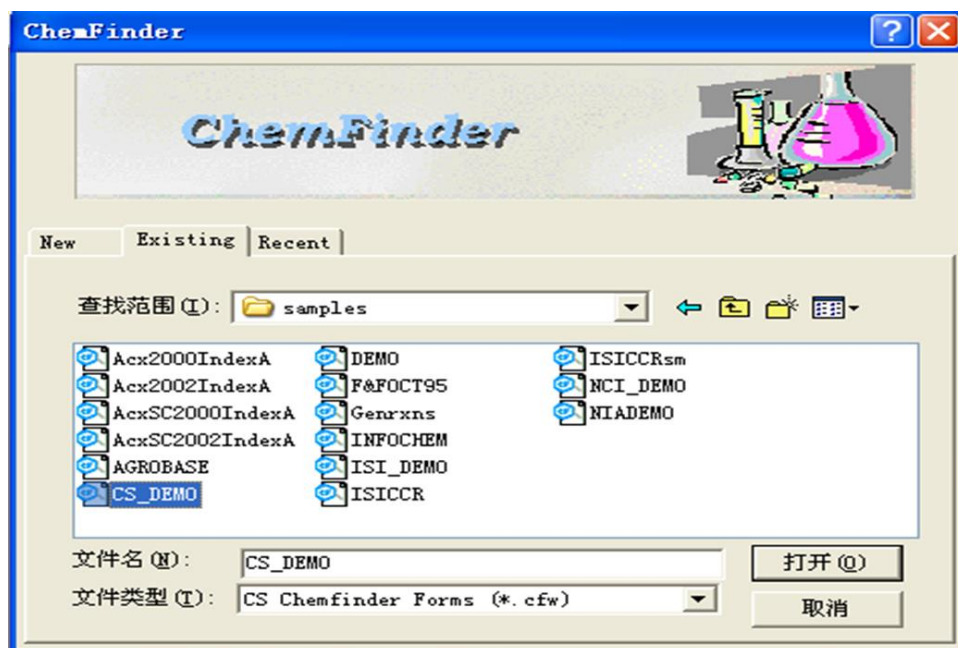 ChemFinder
ChemFinder
New Existing Recent
查找范围(I): samples
Acx2000IndexA DEMO ISICCRsm
Acx2002IndexA F&FOCT95 NCI_DEMO
AcxSC2000IndexA Genrxns NIADEMO
AcxSC2002IndexA INFOCHEM
AGROBASE ISI_DEMO
CS_DEMO ISICCR
文件名(N): CS_DEMO 打开(O)
文件类型(T): CS Chemfinder Forms (*.cfw) 取消